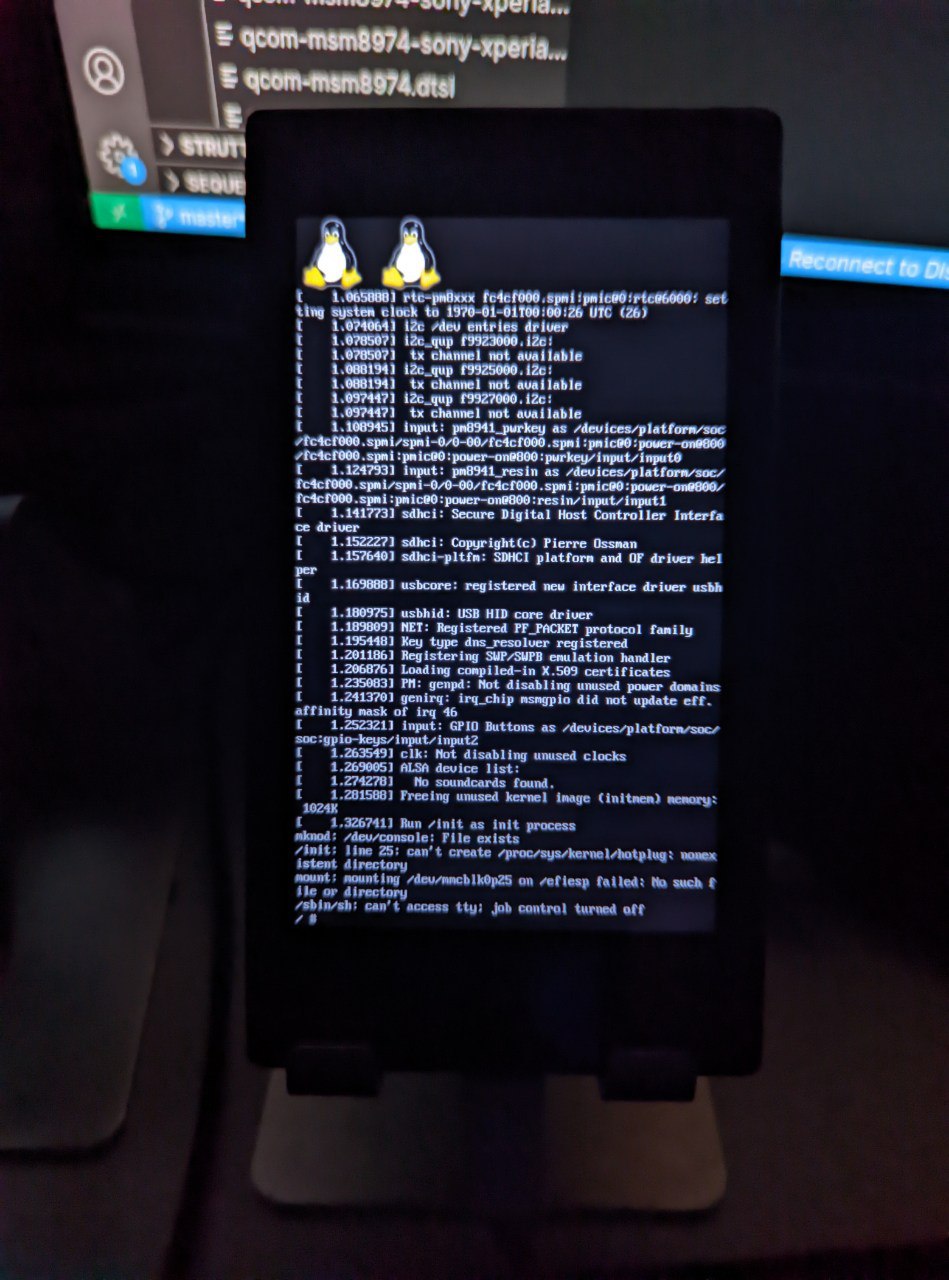 qcom-msm8974-sony-xperia...
qcom-msm8974-sony-xperia...
qcom-msm8974.dtsi
> STRUTT
> SEQUE
1
master*
Reconnect to Dis
[    1.065888] rtc-pm8xxx fc4cf000.spmi:pmic@0:rtc@6000: set
ting system clock to 1970-01-01T00:00:26 UTC (26)
[    1.074064] i2c /dev entries driver
[    1.078507] i2c_qup f9923000.i2c:
[    1.078507]  tx channel not available
[    1.088194] i2c_qup f9925000.i2c:
[    1.088194]  tx channel not available
[    1.097447] i2c_qup f9927000.i2c:
[    1.097447]  tx channel not available
[    1.108945] input: pm8941_pwrkey as /devices/platform/soc
/fc4cf000.spmi/spmi-0/0-00/fc4cf000.spmi:pmic@0:power-on@800
/fc4cf000.spmi:pmic@0:power-on@800:pwrkey/input/input0
[    1.124793] input: pm8941_resin as /devices/platform/soc/
fc4cf000.spmi/spmi-0/0-00/fc4cf000.spmi:pmic@0:power-on@800/
fc4cf000.spmi:pmic@0:power-on@800:resin/input/input1
[    1.141773] sdhci: Secure Digital Host Controller Interfa
ce driver
[    1.152227] sdhci: Copyright(c) Pierre Ossman
[    1.157640] sdhci-pltfm: SDHCI platform and OF driver hel
per
[    1.169888] usbcore: registered new interface driver usbh
id
[    1.180975] usbhid: USB HID core driver
[    1.189809] NET: Registered PF_PACKET protocol family
[    1.195448] Key type dns_resolver registered
[    1.201186] Registering SWP/SWPB emulation handler
[    1.206876] Loading compiled-in X.509 certificates
[    1.235083] PM: genpd: Not disabling unused power domains
[    1.241370] genirq: irq_chip msmgpio did not update eff.
affinity mask of irq 46
[    1.252321] input: GPIO Buttons as /devices/platform/soc/
soc:gpio-keys/input/input2
[    1.263549] clk: Not disabling unused clocks
[    1.269005] ALSA device list:
[    1.274278]   No soundcards found.
[    1.281588] Freeing unused kernel image (initmem) memory:
 1024K
[    1.326741] Run /init as init process
mknod: /dev/console: File exists
/init: line 25: can't create /proc/sys/kernel/hotplug: nonex
istent directory
mount: mounting /dev/mmcblk0p25 on /efiesp failed: No such f
ile or directory
/sbin/sh: can't access tty; job control turned off
/ #